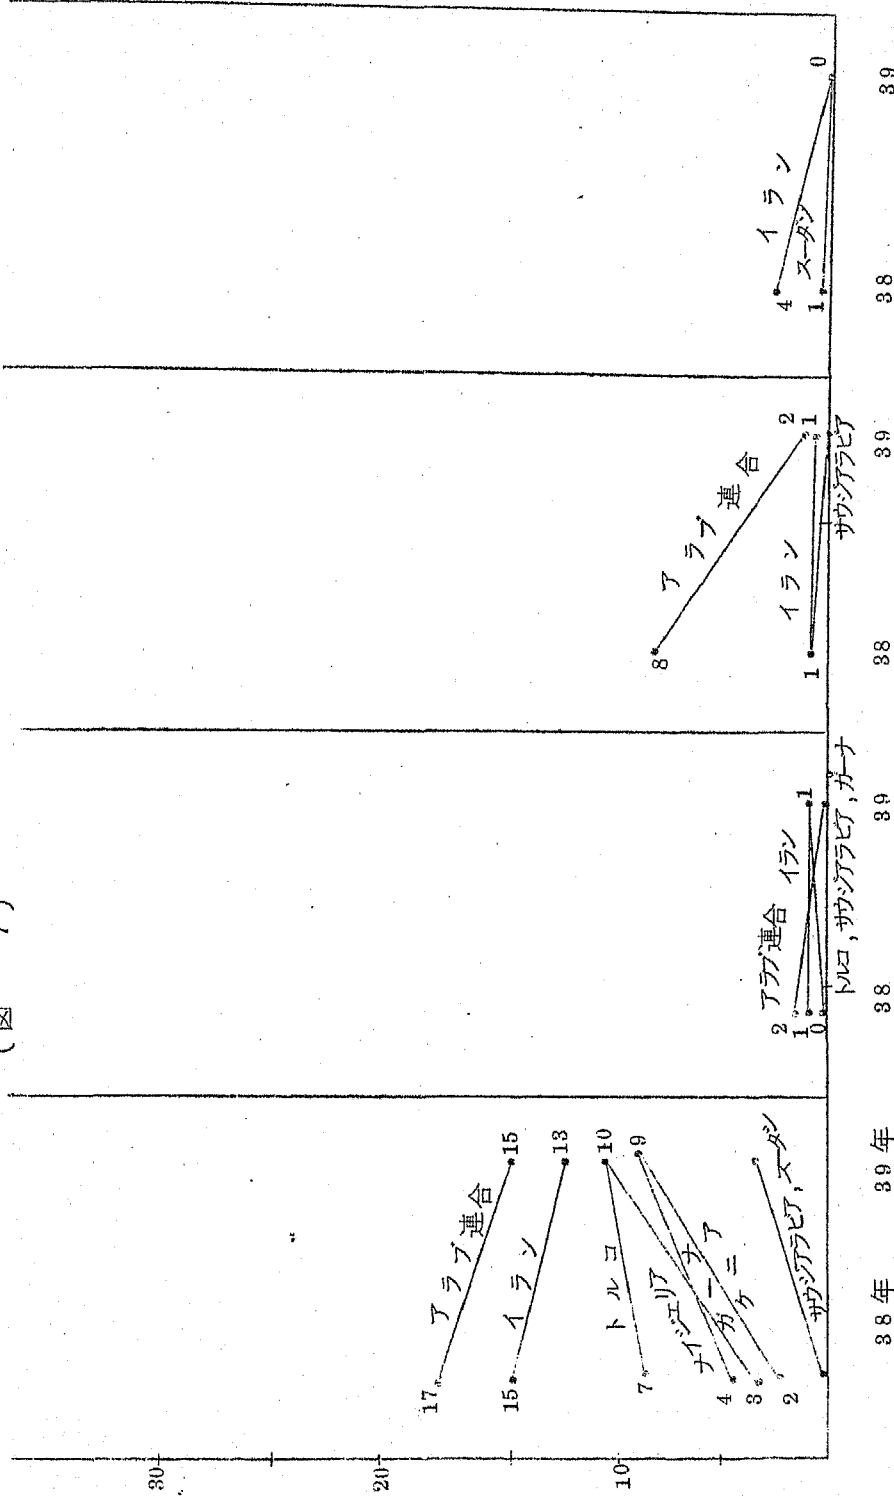 (図 7)
30
20
10
17
アラブ連合
15
15
イラン
13
7
トルコ
10
4
ナイジェリア
9
3
ガーナ
2
ケニア
サウジアラビア, スーダン
38年
39年
2
アラブ連合
1
イラン
1
0
トルコ, サウジアラビア, ガーナ
38
39
8
アラブ連合
2
1
イラン
1
サウジアラビア
38
39
4
イラン
1
スーダン
0
38
39